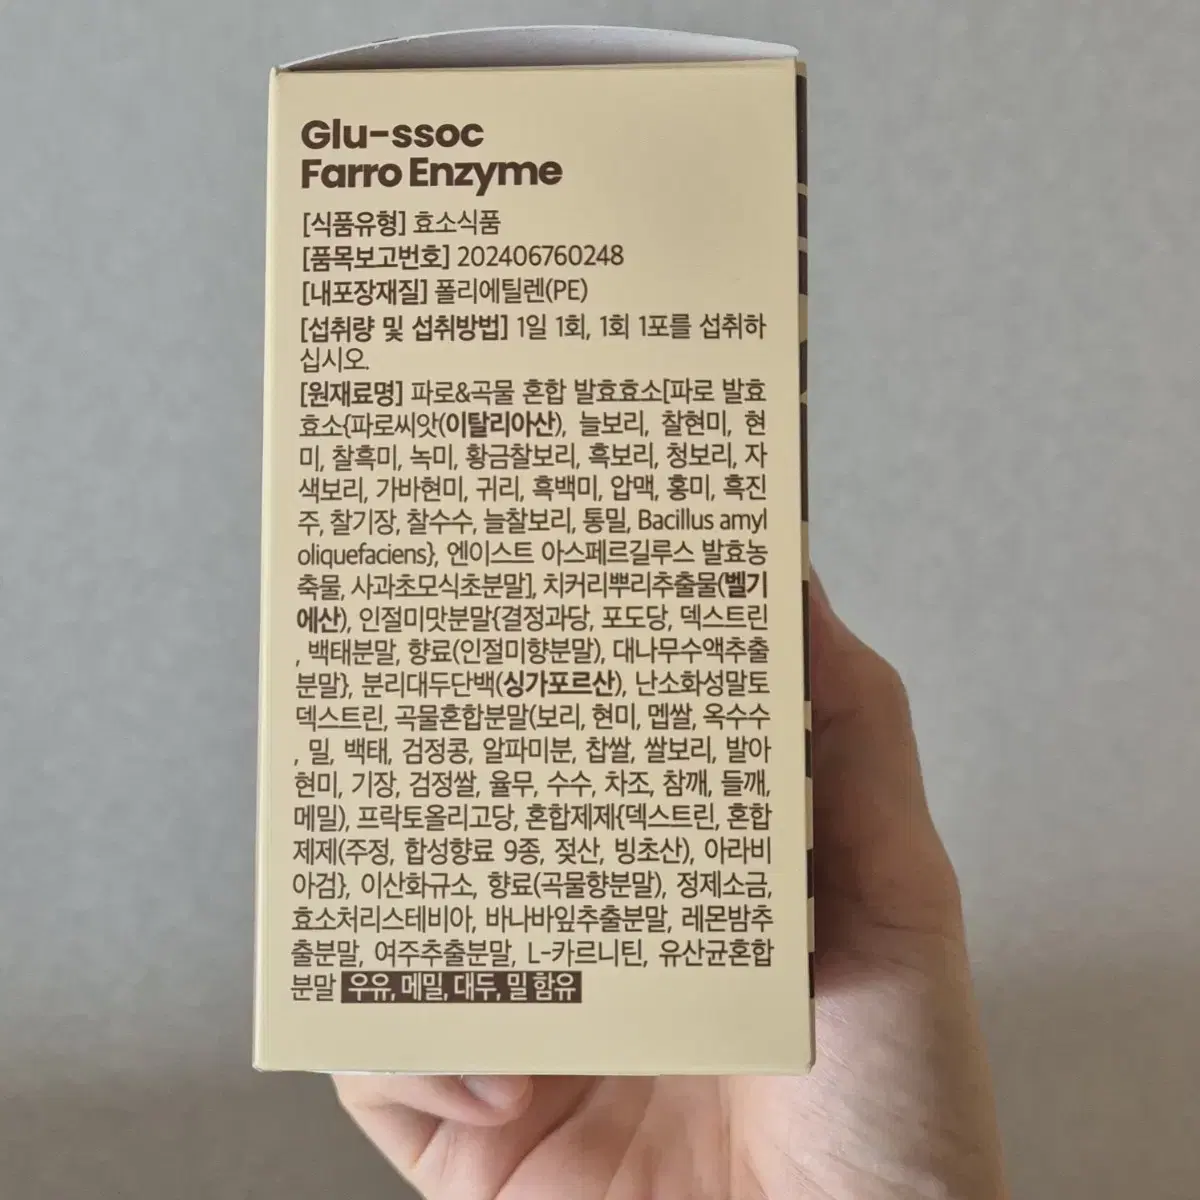 Glu-ssoc
Farro Enzyme
[식품유형] 효소식품
[품목보고번호] 202406760248
[내포장재질] 폴리에틸렌(PE)
[섭취량 및 섭취방법] 1일 1회, 1회 1포를 섭취하
십시오.
[원재료명] 파로&곡물 혼합 발효효소[파로 발효
효소{파로씨앗(이탈리아산), 늘보리, 찰현미, 현
미, 찰흑미, 녹미, 황금찰보리, 흑보리, 청보리, 자
색보리, 가바현미, 귀리, 흑백미, 압맥, 홍미, 흑진
주, 찰기장, 찰수수, 늘찰보리, 통밀, Bacillus amyl
oliquefaciens}, 엔이스트 아스페르길루스 발효농
축물, 사과초모식초분말], 치커리뿌리추출물(벨기
에산), 인절미맛분말{결정과당, 포도당, 덱스트린
, 백태분말, 향료(인절미향분말), 대나무수액추출
분말}, 분리대두단백(싱가포르산), 난소화성말토
덱스트린, 곡물혼합분말(보리, 현미, 멥쌀, 옥수수
, 밀, 백태, 검정콩, 알파미분, 찹쌀, 쌀보리, 발아
현미, 기장, 검정쌀, 율무, 수수, 차조, 참깨, 들깨,
메밀), 프락토올리고당, 혼합제제{덱스트린, 혼합
제제(주정, 합성향료 9종, 젖산, 빙초산), 아라비
아검}, 이산화규소, 향료(곡물향분말), 정제소금,
효소처리스테비아, 바나바잎추출분말, 레몬밤추
출분말, 여주추출분말, L-카르니틴, 유산균혼합
분말 우유, 메밀, 대두, 밀 함유